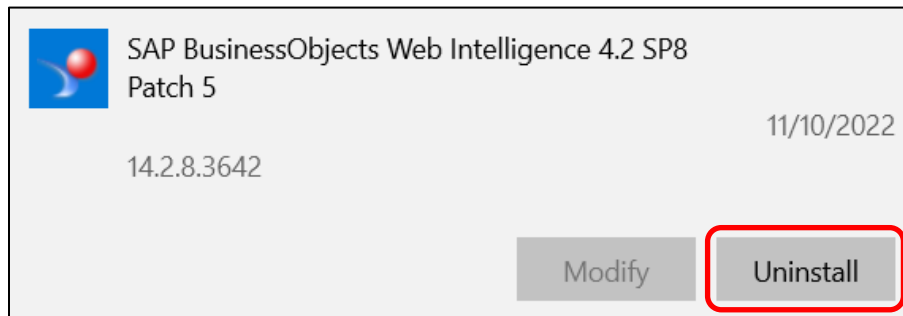 SAP BusinessObjects Web Intelligence 4.2 SP8
Patch 5
11/10/2022
14.2.8.3642
Modify
Uninstall